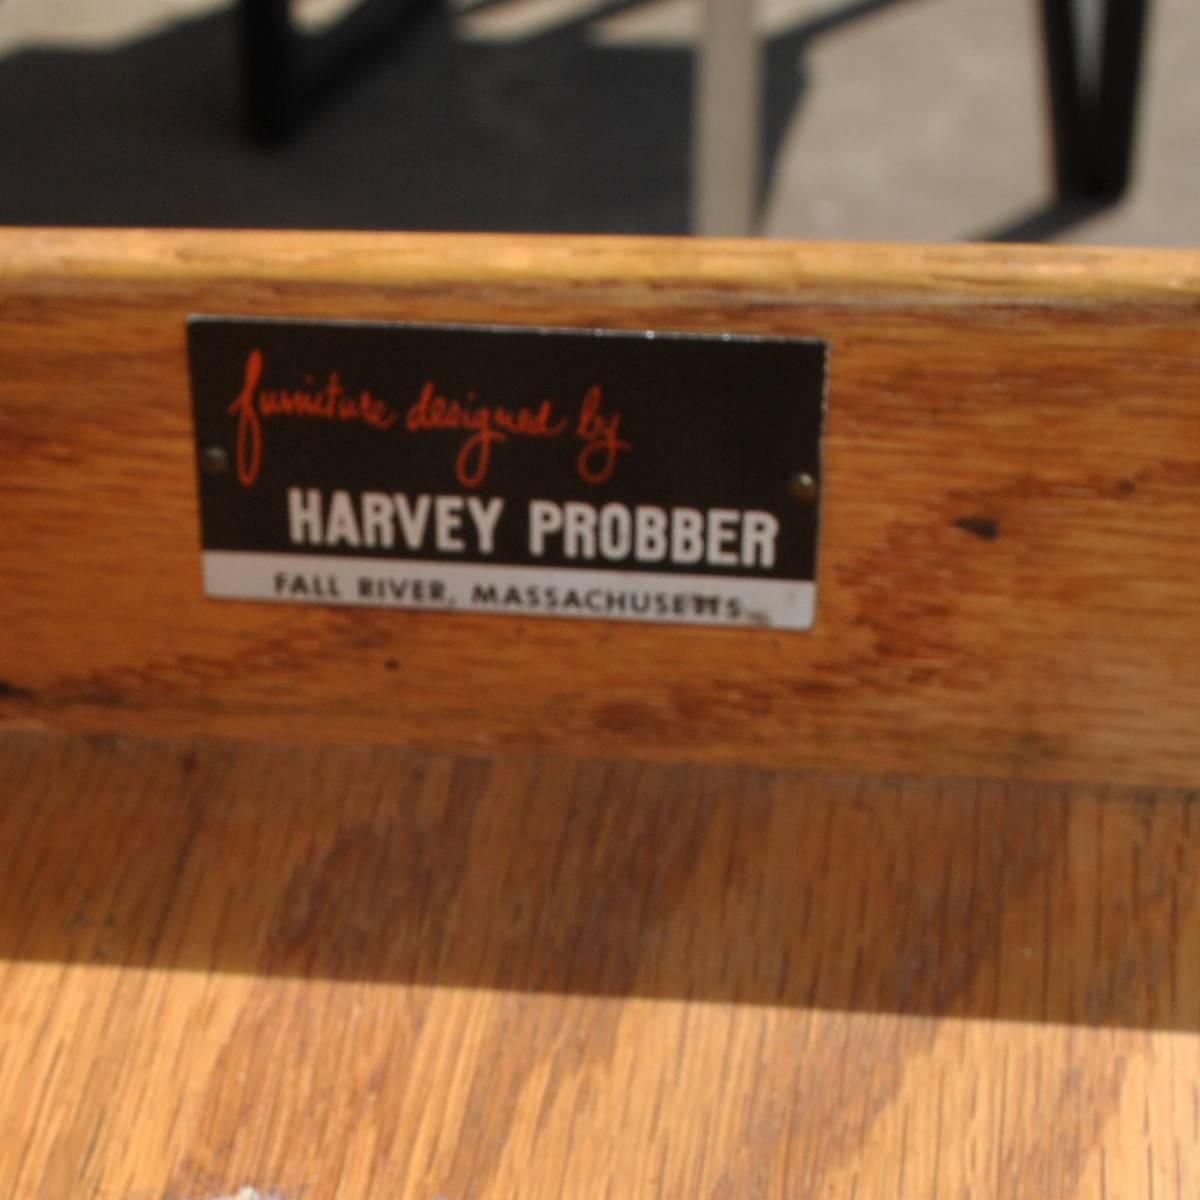 furniture designed by
HARVEY PROBBER
FALL RIVER, MASSACHUSETTS